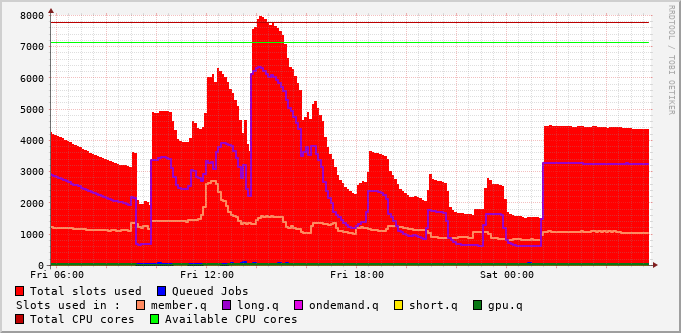 8000
7000
6000
5000
4000
3000
2000
1000
0
Fri 06:00 Fri 12:00 Fri 18:00 Sat 00:00
Total slots used Queued Jobs
Slots used in : member.q long.q ondemand.q short.q gpu.q
Total CPU cores Available CPU cores
RRDTOOL / TOBI OETIKER